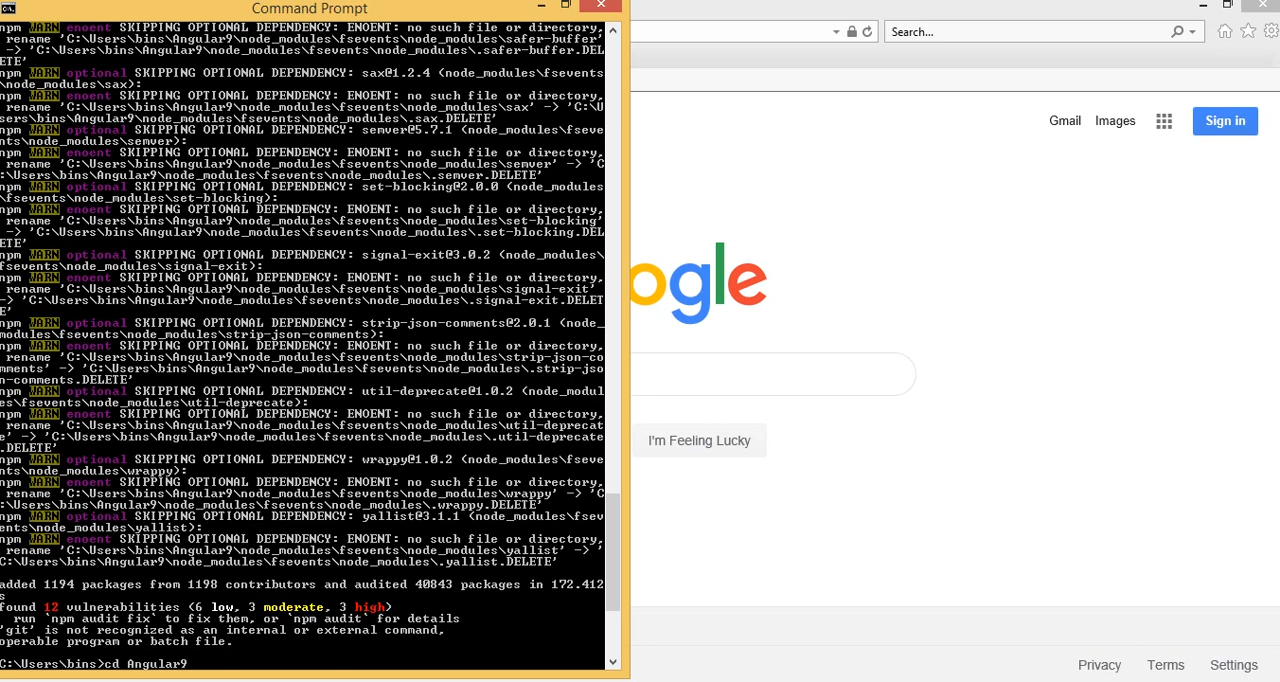 Command Prompt
npm WARN enoent SKIPPING OPTIONAL DEPENDENCY: ENOENT: no such file or directory,
rename 'C:\Users\bins\Angular9\node_modules\fsevents\node_modules\safer-buffer'
-> 'C:\Users\bins\Angular9\node_modules\fsevents\node_modules\.safer-buffer.DEL
ETE'
npm WARN optional SKIPPING OPTIONAL DEPENDENCY: sax@1.2.4 (node_modules\fsevents
\node_modules\sax):
npm WARN enoent SKIPPING OPTIONAL DEPENDENCY: ENOENT: no such file or directory,
rename 'C:\Users\bins\Angular9\node_modules\fsevents\node_modules\sax' -> 'C:\U
sers\bins\Angular9\node_modules\fsevents\node_modules\.sax.DELETE'
npm WARN optional SKIPPING OPTIONAL DEPENDENCY: semver@5.7.1 (node_modules\fseve
nts\node_modules\semver):
npm WARN enoent SKIPPING OPTIONAL DEPENDENCY: ENOENT: no such file or directory,
rename 'C:\Users\bins\Angular9\node_modules\fsevents\node_modules\semver' -> 'C
:\Users\bins\Angular9\node_modules\fsevents\node_modules\.semver.DELETE'
npm WARN optional SKIPPING OPTIONAL DEPENDENCY: set-blocking@2.0.0 (node_modules
\fsevents\node_modules\set-blocking):
npm WARN enoent SKIPPING OPTIONAL DEPENDENCY: ENOENT: no such file or directory,
rename 'C:\Users\bins\Angular9\node_modules\fsevents\node_modules\set-blocking'
-> 'C:\Users\bins\Angular9\node_modules\fsevents\node_modules\.set-blocking.DEL
ETE'
npm WARN optional SKIPPING OPTIONAL DEPENDENCY: signal-exit@3.0.2 (node_modules\
fsevents\node_modules\signal-exit):
npm WARN enoent SKIPPING OPTIONAL DEPENDENCY: ENOENT: no such file or directory,
rename 'C:\Users\bins\Angular9\node_modules\fsevents\node_modules\signal-exit' 
-> 'C:\Users\bins\Angular9\node_modules\fsevents\node_modules\.signal-exit.DELET
E'
npm WARN optional SKIPPING OPTIONAL DEPENDENCY: strip-json-comments@2.0.1 (node_
modules\fsevents\node_modules\strip-json-comments):
npm WARN enoent SKIPPING OPTIONAL DEPENDENCY: ENOENT: no such file or directory,
rename 'C:\Users\bins\Angular9\node_modules\fsevents\node_modules\strip-json-co
mments' -> 'C:\Users\bins\Angular9\node_modules\fsevents\node_modules\.strip-jso
n-comments.DELETE'
npm WARN optional SKIPPING OPTIONAL DEPENDENCY: util-deprecate@1.0.2 (node_modul
es\fsevents\node_modules\util-deprecate):
npm WARN enoent SKIPPING OPTIONAL DEPENDENCY: ENOENT: no such file or directory,
rename 'C:\Users\bins\Angular9\node_modules\fsevents\node_modules\util-deprecat
e' -> 'C:\Users\bins\Angular9\node_modules\fsevents\node_modules\.util-deprecate
.DELETE'
npm WARN optional SKIPPING OPTIONAL DEPENDENCY: wrappy@1.0.2 (node_modules\fseve
nts\node_modules\wrappy):
npm WARN enoent SKIPPING OPTIONAL DEPENDENCY: ENOENT: no such file or directory,
rename 'C:\Users\bins\Angular9\node_modules\fsevents\node_modules\wrappy' -> 'C
:\Users\bins\Angular9\node_modules\fsevents\node_modules\.wrappy.DELETE'
npm WARN optional SKIPPING OPTIONAL DEPENDENCY: yallist@3.1.1 (node_modules\fsev
ents\node_modules\yallist):
npm WARN enoent SKIPPING OPTIONAL DEPENDENCY: ENOENT: no such file or directory,
rename 'C:\Users\bins\Angular9\node_modules\fsevents\node_modules\yallist' -> '
C:\Users\bins\Angular9\node_modules\fsevents\node_modules\.yallist.DELETE'
added 1194 packages from 1198 contributors and audited 40843 packages in 172.412
s
found 12 vulnerabilities (6 low, 3 moderate, 3 high)
run `npm audit fix` to fix them, or `npm audit` for details
'git' is not recognized as an internal or external command,
operable program or batch file.
C:\Users\bins>cd Angular9
Search...
Gmail
Images
Sign in
ogle
I'm Feeling Lucky
Privacy
Terms
Settings